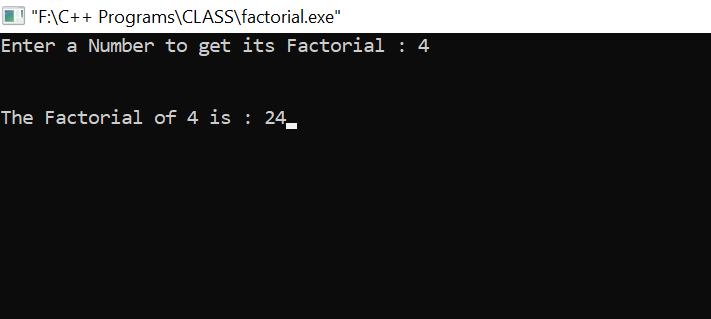 "F:\C++ Programs\CLASS\factorial.exe"
Enter a Number to get its Factorial : 4
The Factorial of 4 is : 24